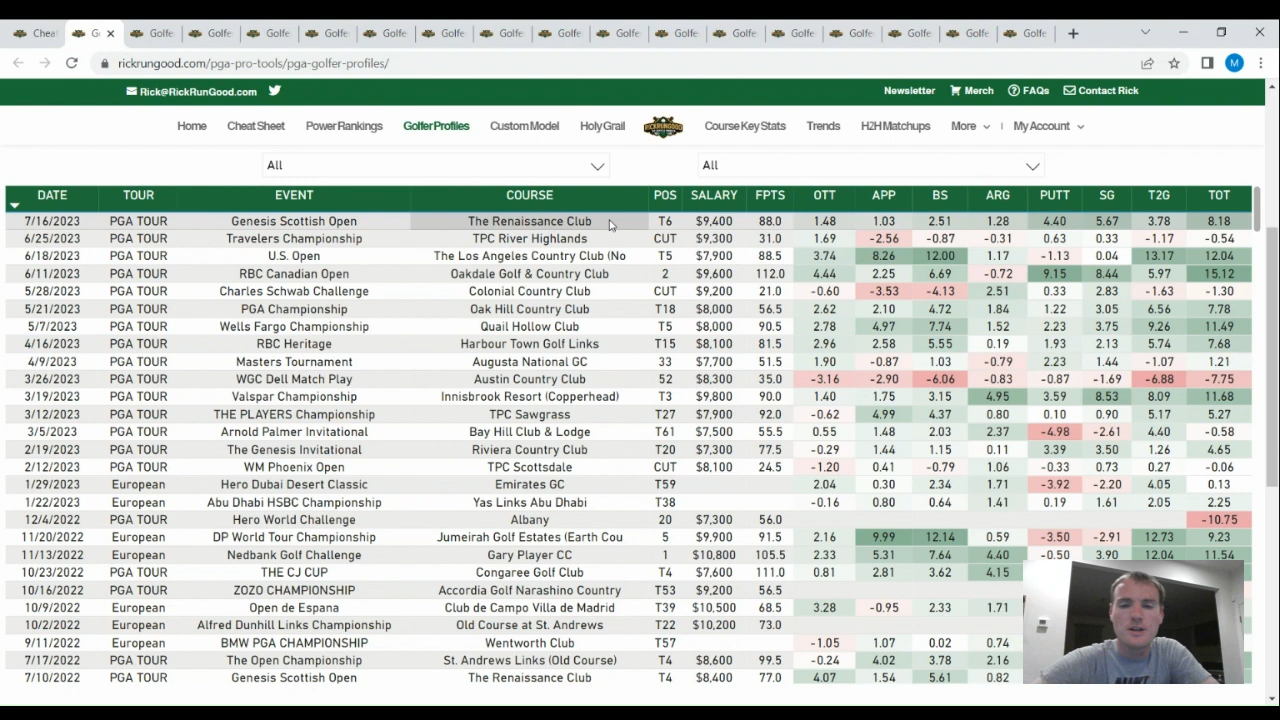 Chea G Golfe Golfe Golfe Golfe Golfe Golfe Golfe Golfe Golfe Golfe Golfe Golfe Golfe Golfe Golfe Golfe
rickrungood.com/pga-pro-tools/pga-golfer-profiles/ M
Rick@RickRunGood.com Newsletter Merch FAQs Contact Rick
Home Cheat Sheet Power Rankings Golfer Profiles Custom Model Holy Grail Course Key Stats Trends H2H Matchups More My Account
All All
DATE TOUR EVENT COURSE POS SALARY FPTS OTT APP BS ARG PUTT SG T2G TOT
7/16/2023 PGA TOUR Genesis Scottish Open The Renaissance Club T6 $9,400 88.0 1.48 1.03 2.51 1.28 4.40 5.67 3.78 8.18
6/25/2023 PGA TOUR Travelers Championship TPC River Highlands CUT $9,300 31.0 1.69 -2.56 -0.87 -0.31 0.63 0.33 -1.17 -0.54
6/18/2023 PGA TOUR U.S. Open The Los Angeles Country Club (No T5 $7,900 88.5 3.74 8.26 12.00 1.17 -1.13 0.04 13.17 12.04
6/11/2023 PGA TOUR RBC Canadian Open Oakdale Golf & Country Club 2 $9,600 112.0 4.44 2.25 6.69 -0.72 9.15 8.44 5.97 15.12
5/28/2023 PGA TOUR Charles Schwab Challenge Colonial Country Club CUT $9,200 21.0 -0.60 -3.53 -4.13 2.51 0.33 2.83 -1.63 -1.30
5/21/2023 PGA TOUR PGA Championship Oak Hill Country Club T18 $8,000 56.5 2.62 2.10 4.72 1.84 1.22 3.05 6.56 7.78
5/7/2023 PGA TOUR Wells Fargo Championship Quail Hollow Club T5 $8,000 90.5 2.78 4.97 7.74 1.52 2.23 3.75 9.26 11.49
4/16/2023 PGA TOUR RBC Heritage Harbour Town Golf Links T15 $8,100 81.5 2.96 2.58 5.55 0.19 1.93 2.13 5.74 7.68
4/9/2023 PGA TOUR Masters Tournament Augusta National GC 33 $7,700 51.5 1.90 -0.87 1.03 -0.79 2.23 1.44 -1.07 1.21
3/26/2023 PGA TOUR WGC Dell Match Play Austin Country Club 52 $8,300 35.0 -3.16 -2.90 -6.06 -0.83 -0.87 -1.69 -6.88 -7.75
3/19/2023 PGA TOUR Valspar Championship Innisbrook Resort (Copperhead) T3 $9,800 90.0 1.40 1.75 3.15 4.95 3.59 8.53 8.09 11.68
3/12/2023 PGA TOUR THE PLAYERS Championship TPC Sawgrass T27 $7,900 92.0 -0.62 4.99 4.37 0.80 0.10 0.90 5.17 5.27
3/5/2023 PGA TOUR Arnold Palmer Invitational Bay Hill Club & Lodge T61 $7,500 55.5 0.55 1.48 2.03 2.37 -4.98 -2.61 4.40 -0.58
2/19/2023 PGA TOUR The Genesis Invitational Riviera Country Club T20 $7,300 77.5 -0.29 1.44 1.15 0.11 3.39 3.50 1.26 4.65
2/12/2023 PGA TOUR WM Phoenix Open TPC Scottsdale CUT $8,100 24.5 -1.20 0.41 -0.79 1.06 -0.33 0.73 0.27 -0.06
1/29/2023 European Hero Dubai Desert Classic Emirates GC T59 2.04 0.30 2.34 1.71 -3.92 -2.20 4.05 0.13
1/22/2023 European Abu Dhabi HSBC Championship Yas Links Abu Dhabi T38 -0.16 0.80 0.64 1.41 0.19 1.61 2.05 2.25
12/4/2022 PGA TOUR Hero World Challenge Albany 20 $7,300 56.0 -10.75
11/20/2022 European DP World Tour Championship Jumeirah Golf Estates (Earth Cou 5 $9,900 91.5 2.16 9.99 12.14 0.59 -3.50 -2.91 12.73 9.23
11/13/2022 European Nedbank Golf Challenge Gary Player CC 1 $10,800 105.5 2.33 5.31 7.64 4.40 -0.50 3.90 12.04 11.54
10/23/2022 PGA TOUR THE CJ CUP Congaree Golf Club T4 $7,600 111.0 0.81 2.81 3.62 4.15
10/16/2022 PGA TOUR ZOZO CHAMPIONSHIP Accordia Golf Narashino Country T53 $9,200 56.5
10/9/2022 European Open de Espana Club de Campo Villa de Madrid T39 $10,500 68.5 3.28 -0.95 2.33 1.71
10/2/2022 European Alfred Dunhill Links Championship Old Course at St. Andrews T22 $10,200 73.0
9/11/2022 European BMW PGA CHAMPIONSHIP Wentworth Club T57 -1.05 1.07 0.02 0.74
7/17/2022 PGA TOUR The Open Championship St. Andrews Links (Old Course) T4 $8,600 99.5 -0.24 4.02 3.78 2.16
7/10/2022 PGA TOUR Genesis Scottish Open The Renaissance Club T4 $8,400 77.0 4.07 1.54 5.61 0.82